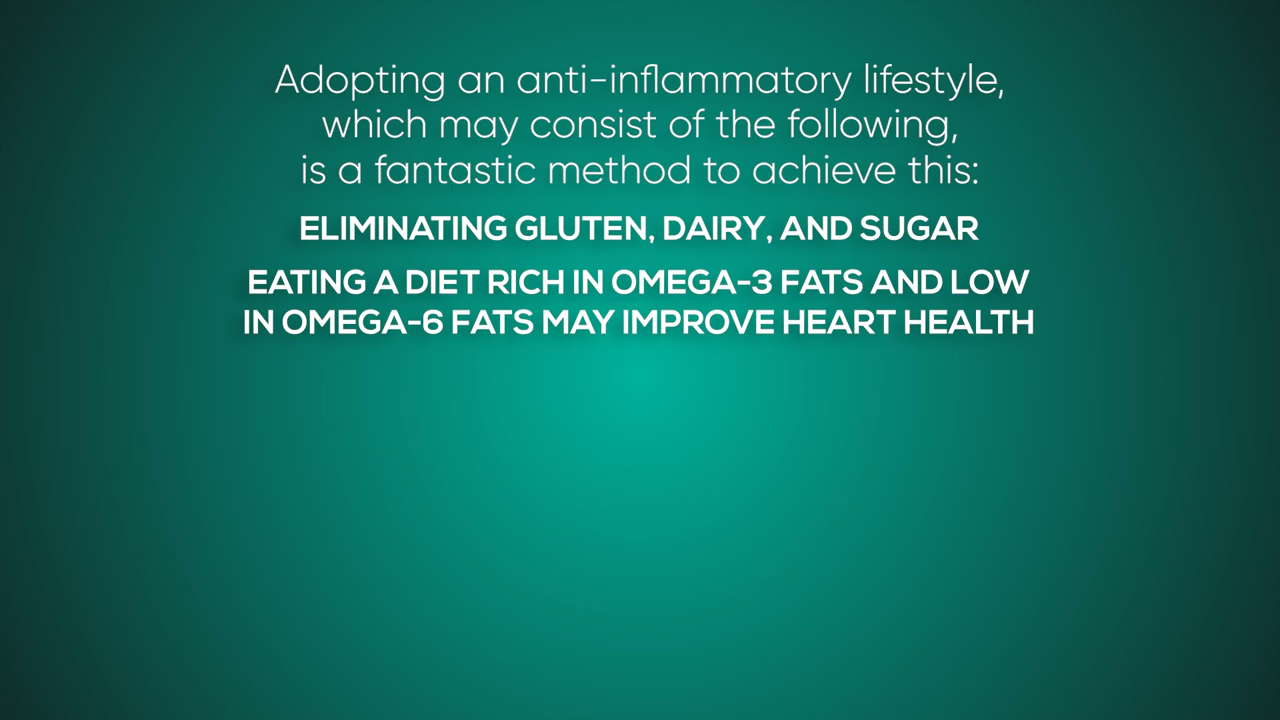 Adopting an anti-inflammatory lifestyle,
which may consist of the following,
is a fantastic method to achieve this:
ELIMINATING GLUTEN, DAIRY, AND SUGAR
EATING A DIET RICH IN OMEGA-3 FATS AND LOW
IN OMEGA-6 FATS MAY IMPROVE HEART HEALTH